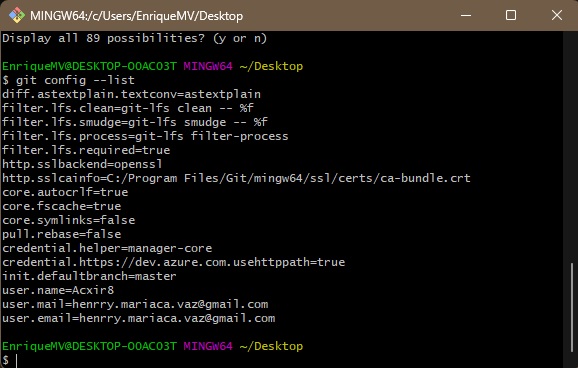 MINGW64:/c/Users/EnriqueMV/Desktop
Display all 89 possibilities? (y or n)
EnriqueMV@DESKTOP-OOACO3T MINGW64 ~/Desktop
$ git config --list
diff.astextplain.textconv=astextplain
filter.lfs.clean=git-lfs clean -- %f
filter.lfs.smudge=git-lfs smudge -- %f
filter.lfs.process=git-lfs filter-process
filter.lfs.required=true
http.sslbackend=openssl
http.sslcainfo=C:/Program Files/Git/mingw64/ssl/certs/ca-bundle.crt
core.autocrlf=true
core.fscache=true
core.symlinks=false
pull.rebase=false
credential.helper=manager-core
credential.https://dev.azure.com.usehttppath=true
init.defaultbranch=master
user.name=Acxir8
user.mail=henrry.mariaca.vaz@gmail.com
user.email=henrry.mariaca.vaz@gmail.com
EnriqueMV@DESKTOP-OOACO3T MINGW64 ~/Desktop
$